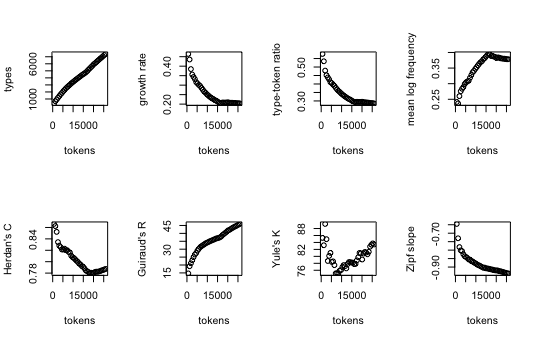 types
6000
1000
0
15000
tokens
growth rate
0.40
0.20
0
15000
tokens
type-token ratio
0.50
0.30
0
15000
tokens
mean log frequency
0.35
0.25
0
15000
tokens
Herdan's C
0.84
0.78
0
15000
tokens
Guiraud's R
45
30
15
0
15000
tokens
Yule's K
88
84
80
76
0
15000
tokens
Zipf slope
-0.70
-0.90
0
15000
tokens